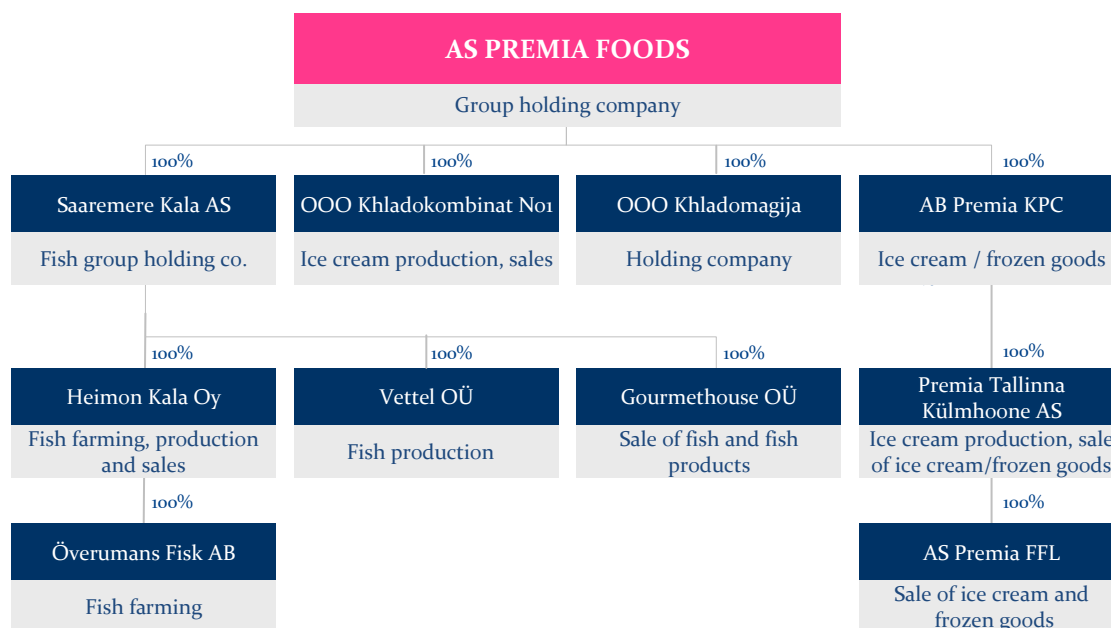 AS PREMIA FOODS
Group holding company
100%
100%
100%
100%
Saaremere Kala AS
OOO Khladokombinat No1
OOO Khladomagija
AB Premia KPC
Fish group holding co.
Ice cream production, sales
Holding company
Ice cream / frozen goods
100%
100%
100%
100%
Heimon Kala Oy
Vettel OÜ
Gourmethouse OÜ
Premia Tallinna
Külmhoone AS
Fish farming, production
and sales
Fish production
Sale of fish and fish
products
Ice cream production, sale
of ice cream/frozen goods
100%
100%
Överumans Fisk AB
AS Premia FFL
Fish farming
Sale of ice cream and
frozen goods